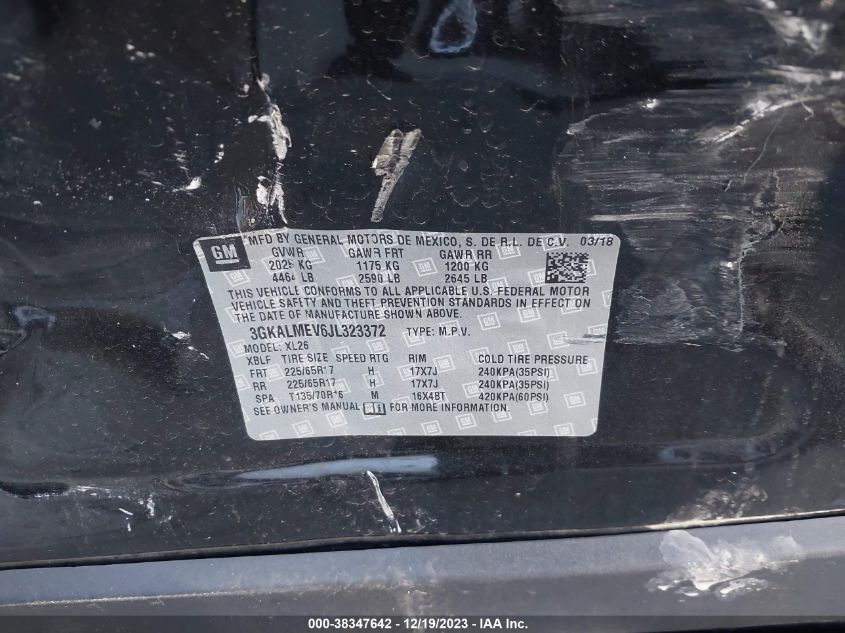 GM
MFD BY GENERAL MOTORS DE MEXICO, S. DE R.L. DE C.V. 03/18
GVWR GAWR FRT GAWR RR
KG 1175 KG 1200 KG
LB 2590 LB 2645 LB
THIS VEHICLE CONFORMS TO ALL APPLICABLE U.S. FEDERAL MOTOR
VEHICLE SAFETY AND THEFT PREVENTION STANDARDS IN EFFECT ON
THE DATE OF MANUFACTURE SHOWN ABOVE.
3GKALMEV6JL323372 TYPE: M.P.V.
MODEL: XL26
XBLF TIRE SIZE SPEED RTG RIM COLD TIRE PRESSURE
FRT 225/65R17 H 17X7J 240KPA(35PSI)
RR 225/65R17 H 17X7J 240KPA(35PSI)
SPA T135/70R16 M 16X4BT 420KPA(60PSI)
SEE OWNER'S MANUAL FOR MORE INFORMATION.
000-38347642 - 12/19/2023 - IAA Inc.